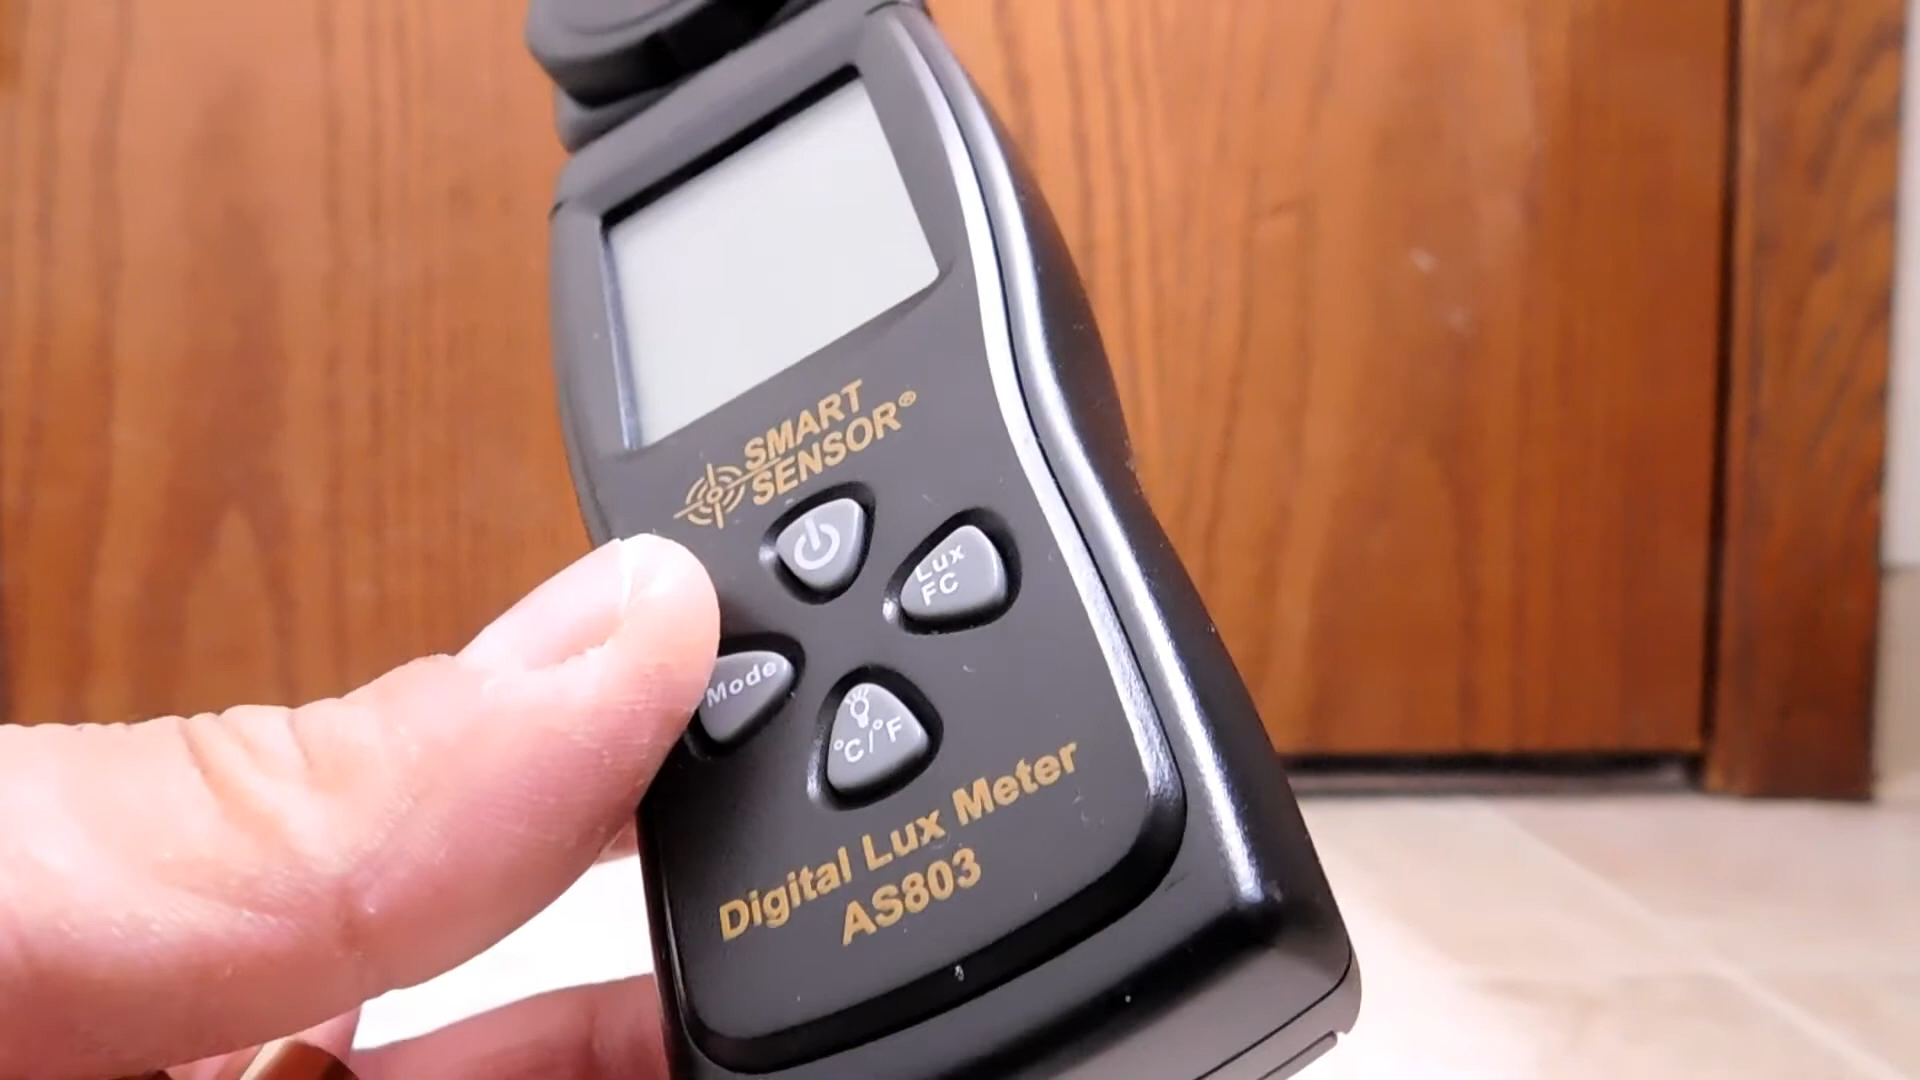 SMART
SENSOR®
Lux
FC
Mode
°C/°F
Digital Lux Meter
AS803